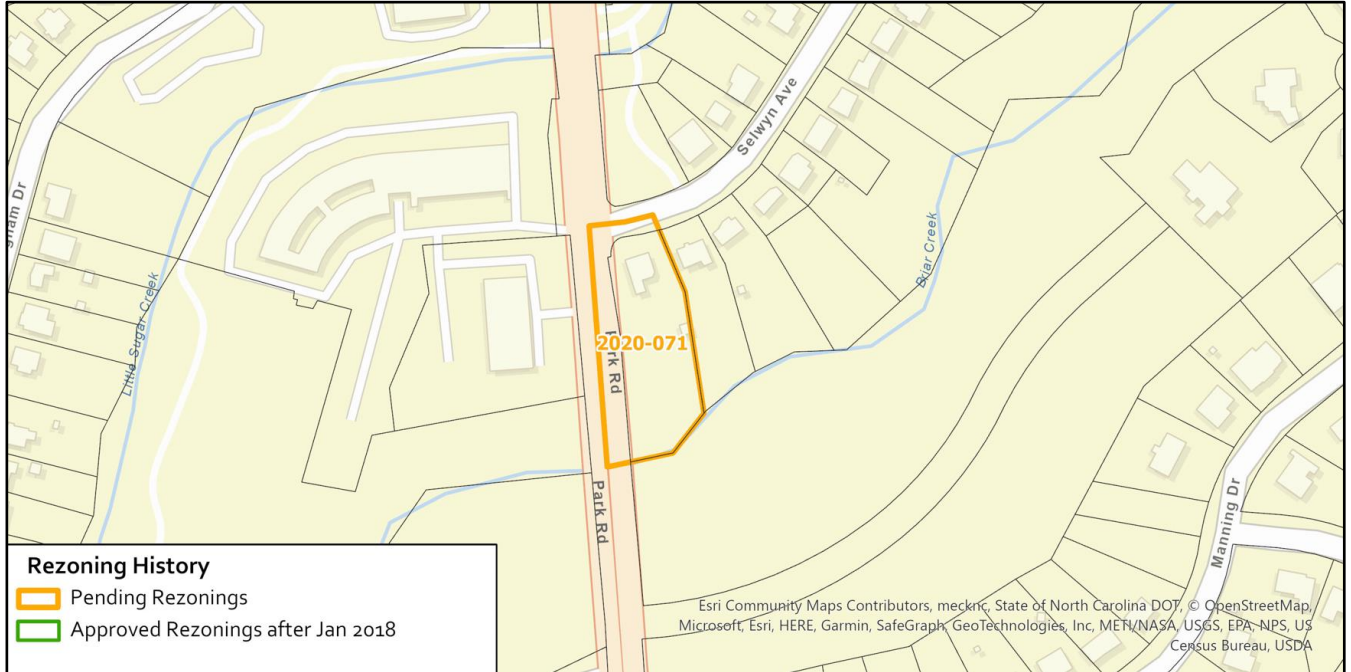 Selwyn Ave
gham Dr
Little Sugar Creek
Briar Creek
2020-071
Park Rd
Park Rd
Manning Dr
Rezoning History
Pending Rezonings
Approved Rezonings after Jan 2018
Esri Community Maps Contributors, mecknc, State of North Carolina DOT, © OpenStreetMap,
Microsoft, Esri, HERE, Garmin, SafeGraph, GeoTechnologies, Inc, METI/NASA, USGS, EPA, NPS, US
Census Bureau, USDA